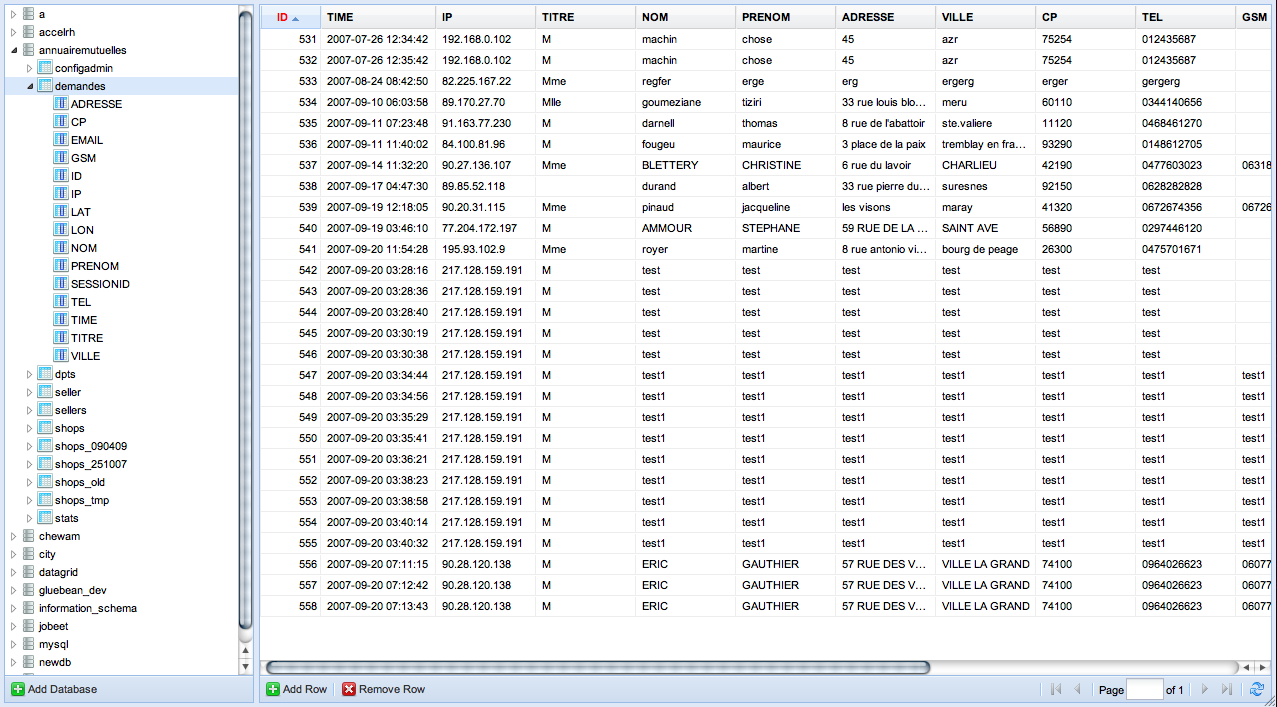 a
accelrh
annuairemutuelles
configadmin
demandes
ADRESSE
CP
EMAIL
GSM
ID
IP
LAT
LON
NOM
PRENOM
SESSIONID
TEL
TIME
TITRE
VILLE
dpts
seller
sellers
shops
shops_090409
shops_251007
shops_old
shops_tmp
stats
chewam
city
datagrid
gluebean_dev
information_schema
jobeet
mysql
newdb
Add Database
ID TIME IP TITRE NOM PRENOM ADRESSE VILLE CP TEL GSM
531 2007-07-26 12:34:42 192.168.0.102 M machin chose 45 azr 75254 012435687
532 2007-07-26 12:35:42 192.168.0.102 M machin chose 45 azr 75254 012435687
533 2007-08-24 08:42:50 82.225.167.22 Mme regfer erge erg ergerg erger gergerg
534 2007-09-10 06:03:58 89.170.27.70 Mlle goumeziane tiziri 33 rue louis blo... meru 60110 0344140656
535 2007-09-11 07:23:48 91.163.77.230 M darnell thomas 8 rue de l'abattoir ste.valiere 11120 0468461270
536 2007-09-11 11:40:02 84.100.81.96 M fougeu maurice 3 place de la paix tremblay en fra... 93290 0148612705
537 2007-09-14 11:32:20 90.27.136.107 Mme BLETTERY CHRISTINE 6 rue du lavoir CHARLIEU 42190 0477603023 06318
538 2007-09-17 04:47:30 89.85.52.118 durand albert 33 rue pierre du... suresnes 92150 0628282828
539 2007-09-19 12:18:05 90.20.31.115 Mme pinaud jacqueline les visons maray 41320 0672674356 06726
540 2007-09-19 03:46:10 77.204.172.197 M AMMOUR STEPHANE 59 RUE DE LA ... SAINT AVE 56890 0297446120
541 2007-09-20 11:54:28 195.93.102.9 Mme royer martine 8 rue antonio vi... bourg de peage 26300 0475701671
542 2007-09-20 03:28:16 217.128.159.191 M test test test test test test
543 2007-09-20 03:28:36 217.128.159.191 M test test test test test test
544 2007-09-20 03:28:40 217.128.159.191 M test test test test test test
545 2007-09-20 03:30:19 217.128.159.191 M test test test test test test
546 2007-09-20 03:30:38 217.128.159.191 M test test test test test test
547 2007-09-20 03:34:44 217.128.159.191 M test1 test1 test1 test1 test1 test1 test1
548 2007-09-20 03:34:56 217.128.159.191 M test1 test1 test1 test1 test1 test1 test1
549 2007-09-20 03:35:29 217.128.159.191 M test1 test1 test1 test1 test1 test1 test1
550 2007-09-20 03:35:41 217.128.159.191 M test1 test1 test1 test1 test1 test1 test1
551 2007-09-20 03:36:21 217.128.159.191 M test1 test1 test1 test1 test1 test1 test1
552 2007-09-20 03:38:23 217.128.159.191 M test1 test1 test1 test1 test1 test1 test1
553 2007-09-20 03:38:58 217.128.159.191 M test1 test1 test1 test1 test1 test1 test1
554 2007-09-20 03:40:14 217.128.159.191 M test1 test1 test1 test1 test1 test1 test1
555 2007-09-20 03:40:32 217.128.159.191 M test1 test1 test1 test1 test1 test1 test1
556 2007-09-20 07:11:15 90.28.120.138 M ERIC GAUTHIER 57 RUE DES V... VILLE LA GRAND 74100 0964026623 06077
557 2007-09-20 07:12:42 90.28.120.138 M ERIC GAUTHIER 57 RUE DES V... VILLE LA GRAND 74100 0964026623 06077
558 2007-09-20 07:13:43 90.28.120.138 M ERIC GAUTHIER 57 RUE DES V... VILLE LA GRAND 74100 0964026623 06077
Add Row Remove Row Page of 1